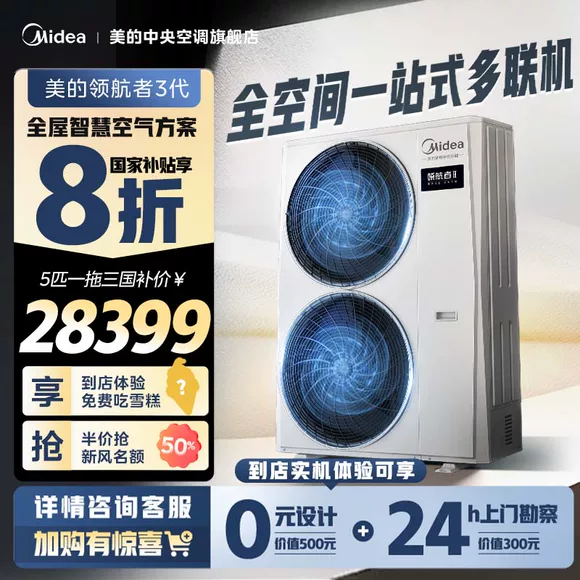 Midea | 美的中央空调旗舰店
美的领航者3代
全屋智慧空气方案
国家补贴享
8折
5匹一拖三国补价￥
28399
享 到店体验
免费吃雪糕
?
抢 半价抢
新风名额
50%
全空间一站式多联机
Midea
领航者II
到店实机体验可享
详情咨询客服
加购有惊喜
0元设计
价值500元
+
24h上门勘察
价值300元